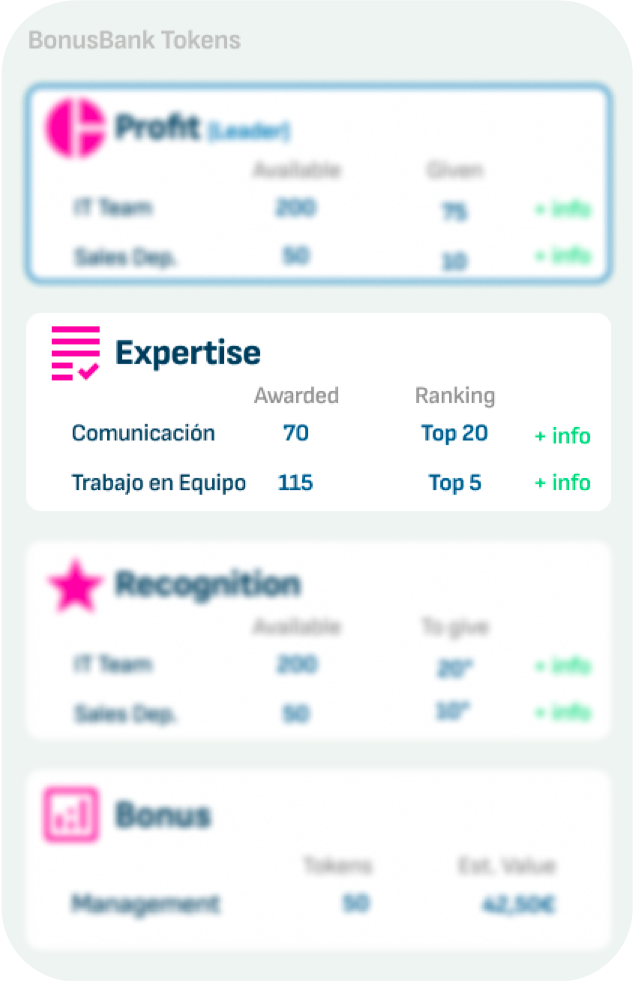 BonusBank Tokens
Profit (Leader)
Available Given
IT Team 200 75 + info
Sales Dep. 50 10 + info
Expertise
Awarded Ranking
Comunicación 70 Top 20 + info
Trabajo en Equipo 115 Top 5 + info
Recognition
Available To give
IT Team 200 + info
Sales Dep. 50 + info
Bonus
Tokens Est. Value
Management 50 42,50€